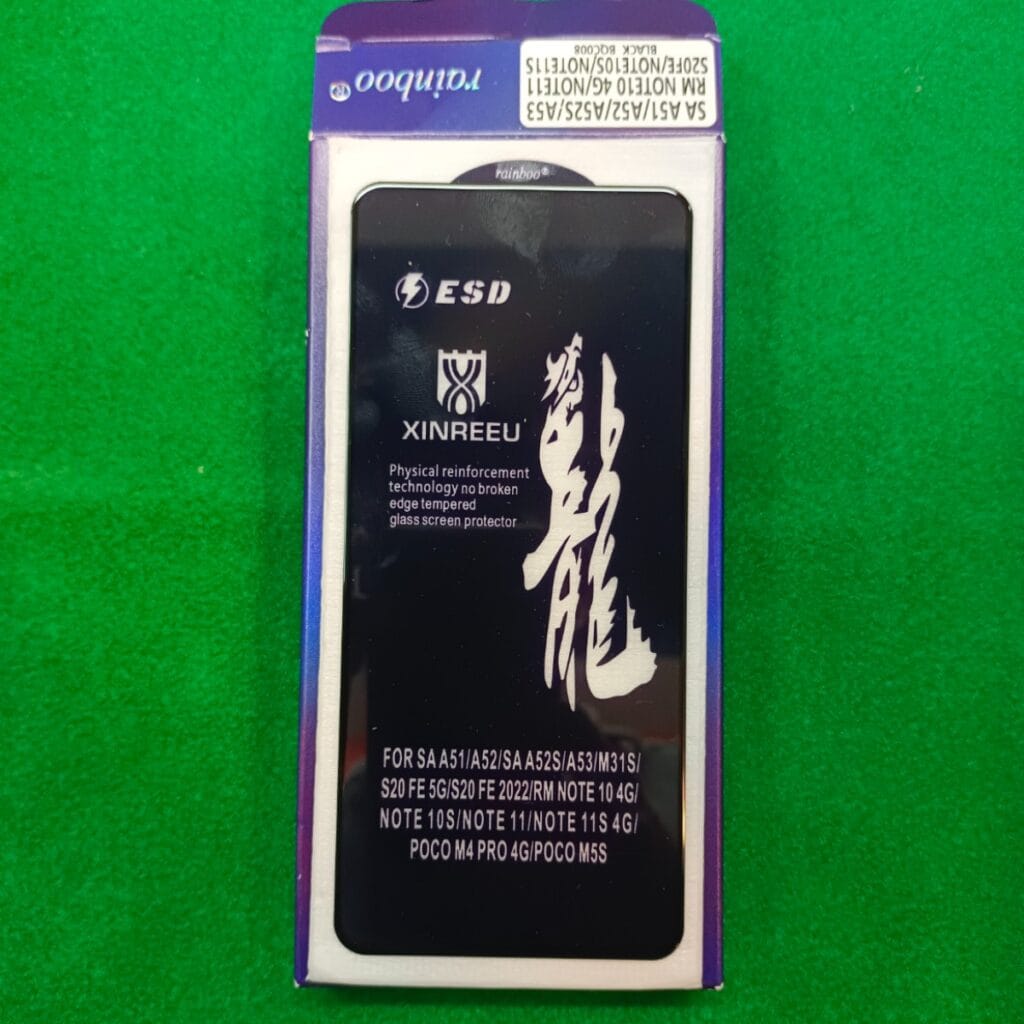 rainboo®
SA A51/A52/A52S/A53
RM NOTE10 4G/NOTE11
S20FE/NOTE10S/NOTE11S
BLACK BQC008
rainboo®
ESD
XINREEU
Physical reinforcement
technology no broken
edge tempered
glass screen protector
FOR SA A51/A52/SA A52S/A53/M31S/
S20 FE 5G/S20 FE 2022/RM NOTE 10 4G/
NOTE 10S/NOTE 11/NOTE 11S 4G/
POCO M4 PRO 4G/POCO M5S